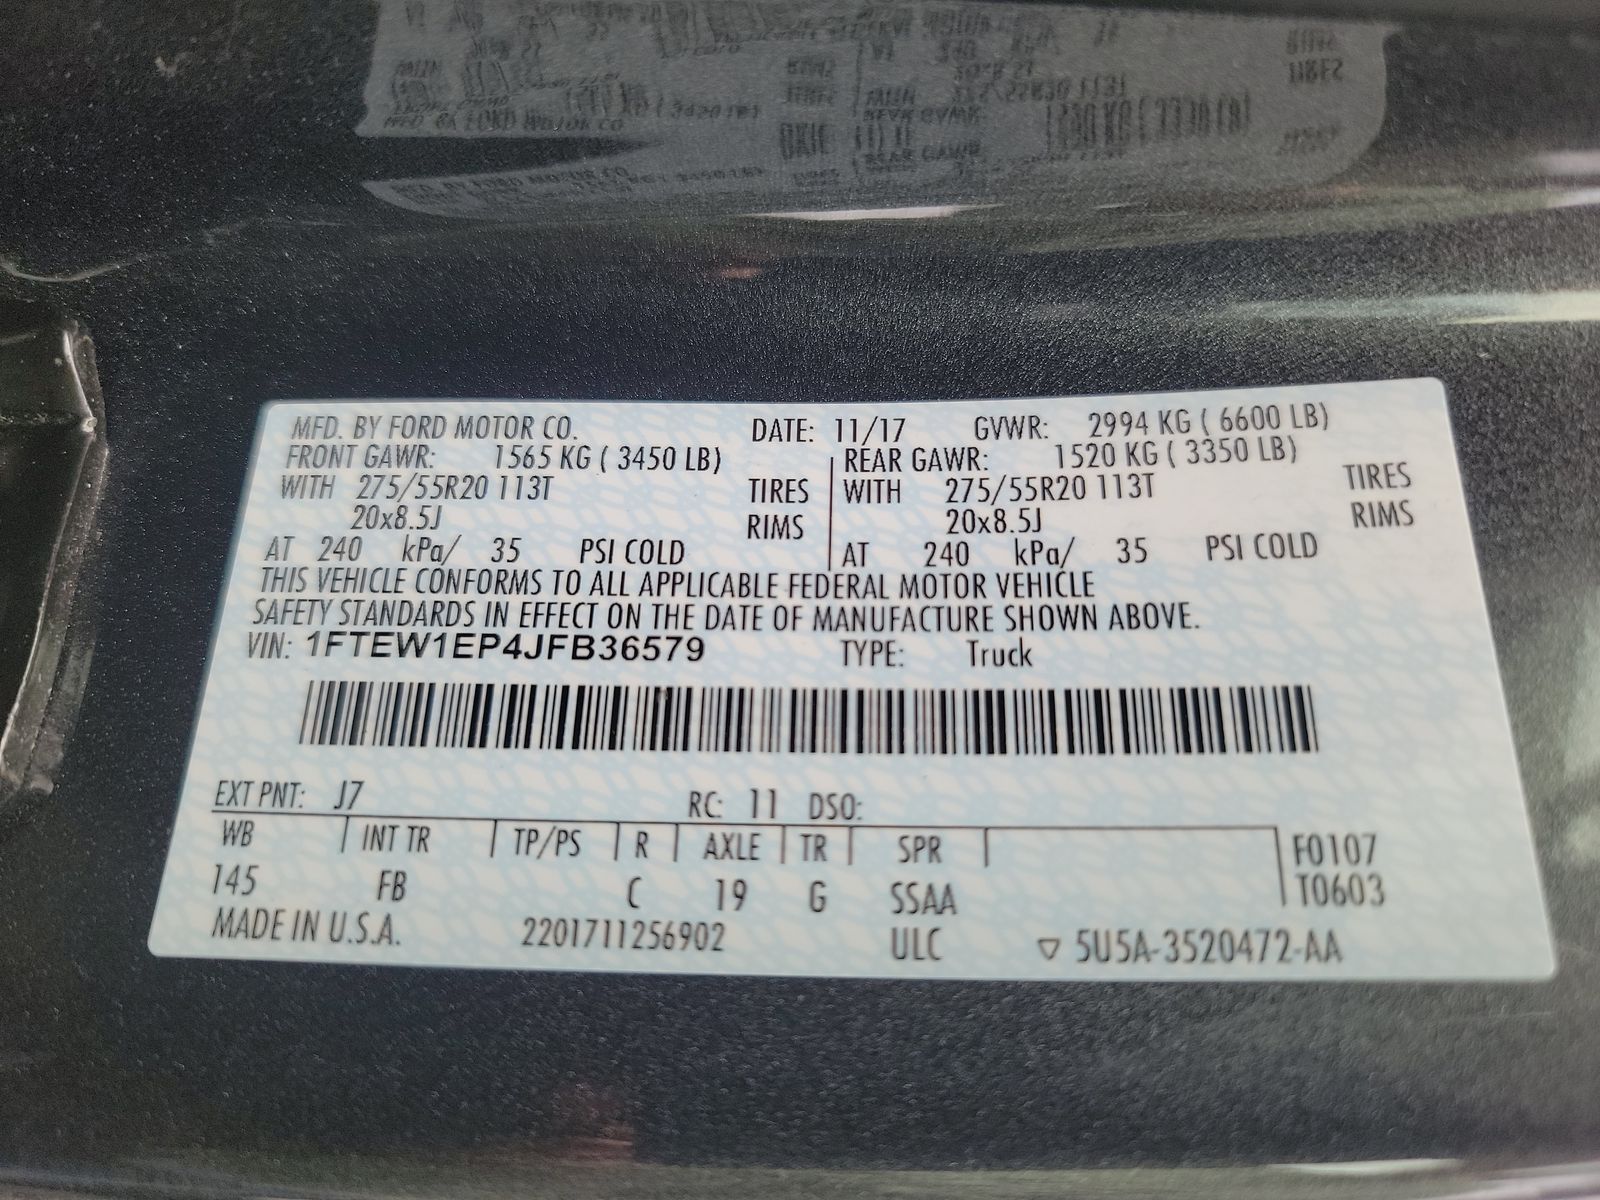 MFD. BY FORD MOTOR CO. DATE: 11/17 GVWR: 2994 KG ( 6600 LB)
FRONT GAWR: 1565 KG ( 3450 LB) REAR GAWR: 1520 KG ( 3350 LB)
WITH 275/55R20 113T TIRES WITH 275/55R20 113T TIRES
20x8.5J RIMS 20x8.5J RIMS
AT 240 kPa/ 35 PSI COLD AT 240 kPa/ 35 PSI COLD
THIS VEHICLE CONFORMS TO ALL APPLICABLE FEDERAL MOTOR VEHICLE
SAFETY STANDARDS IN EFFECT ON THE DATE OF MANUFACTURE SHOWN ABOVE.
VIN: 1FTEW1EP4JFB36579 TYPE: Truck
EXT PNT: J7 RC: 11 DSO:
WB INT TR TP/PS R AXLE TR SPR F0107
145 FB C 19 G SSAA T0603
MADE IN U.S.A. 2201711256902 ULC ▽ 5U5A-3520472-AA